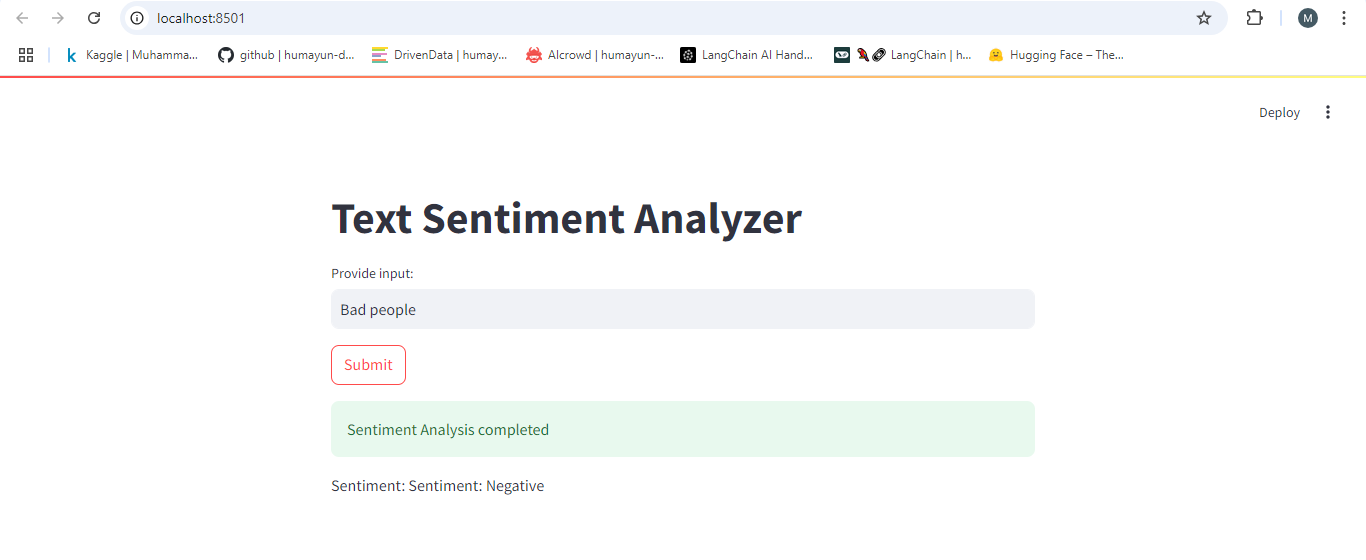 localhost:8501
M
Kaggle | Muhamma... github | humayun-d... DrivenData | humay... AIcrowd | humayun-... LangChain AI Hand... LangChain | h... Hugging Face – The...
Deploy
Text Sentiment Analyzer
Provide input:
Bad people
Submit
Sentiment Analysis completed
Sentiment: Sentiment: Negative